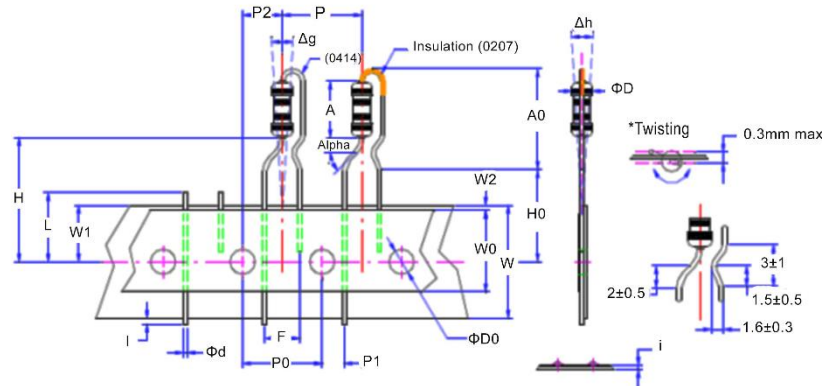 P2
P
Δg
(0414)
Insulation (0207)
Δh
ΦD
A
A0
*Twisting
0.3mm max
Alpha
H
L
W1
W2
H0
W0
W
3±1
2±0.5
1.5±0.5
1.6±0.3
I
Φd
F
P0
P1
ΦD0
i